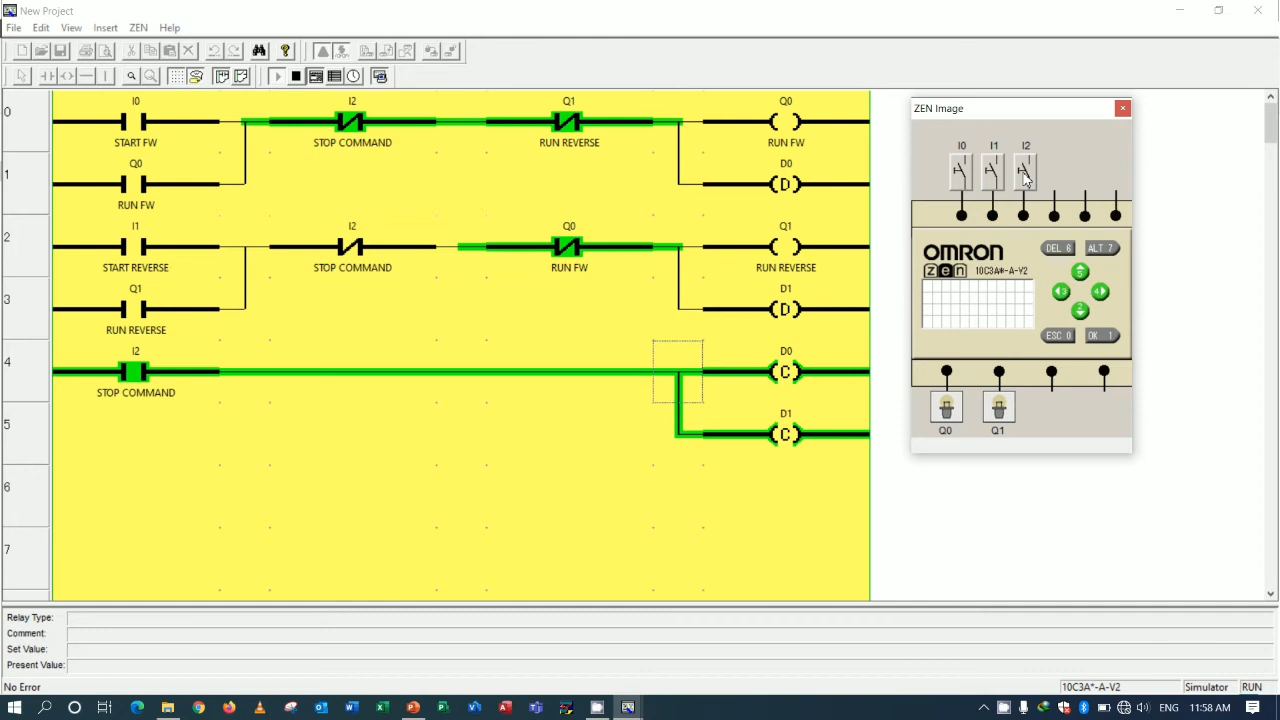 New Project
File Edit View Insert ZEN Help
0
I0 I2 Q1 Q0
START FW STOP COMMAND RUN REVERSE RUN FW
1
Q0 D0
D
RUN FW
2
I1 I2 Q0 Q1
START REVERSE STOP COMMAND RUN FW RUN REVERSE
3
Q1 D1
D
RUN REVERSE
4
I2 D0
C
STOP COMMAND
5
D1
C
6
7
ZEN Image
I0 I1 I2
OMRON
zen 10C3A*-A-V2
DEL 6 ALT 7
5
3 4
2
ESC 0 OK 1
Q0 Q1
Relay Type:
Comment:
Set Value:
Present Value:
No Error 10C3A*-A-V2 Simulator RUN
11:58 AM